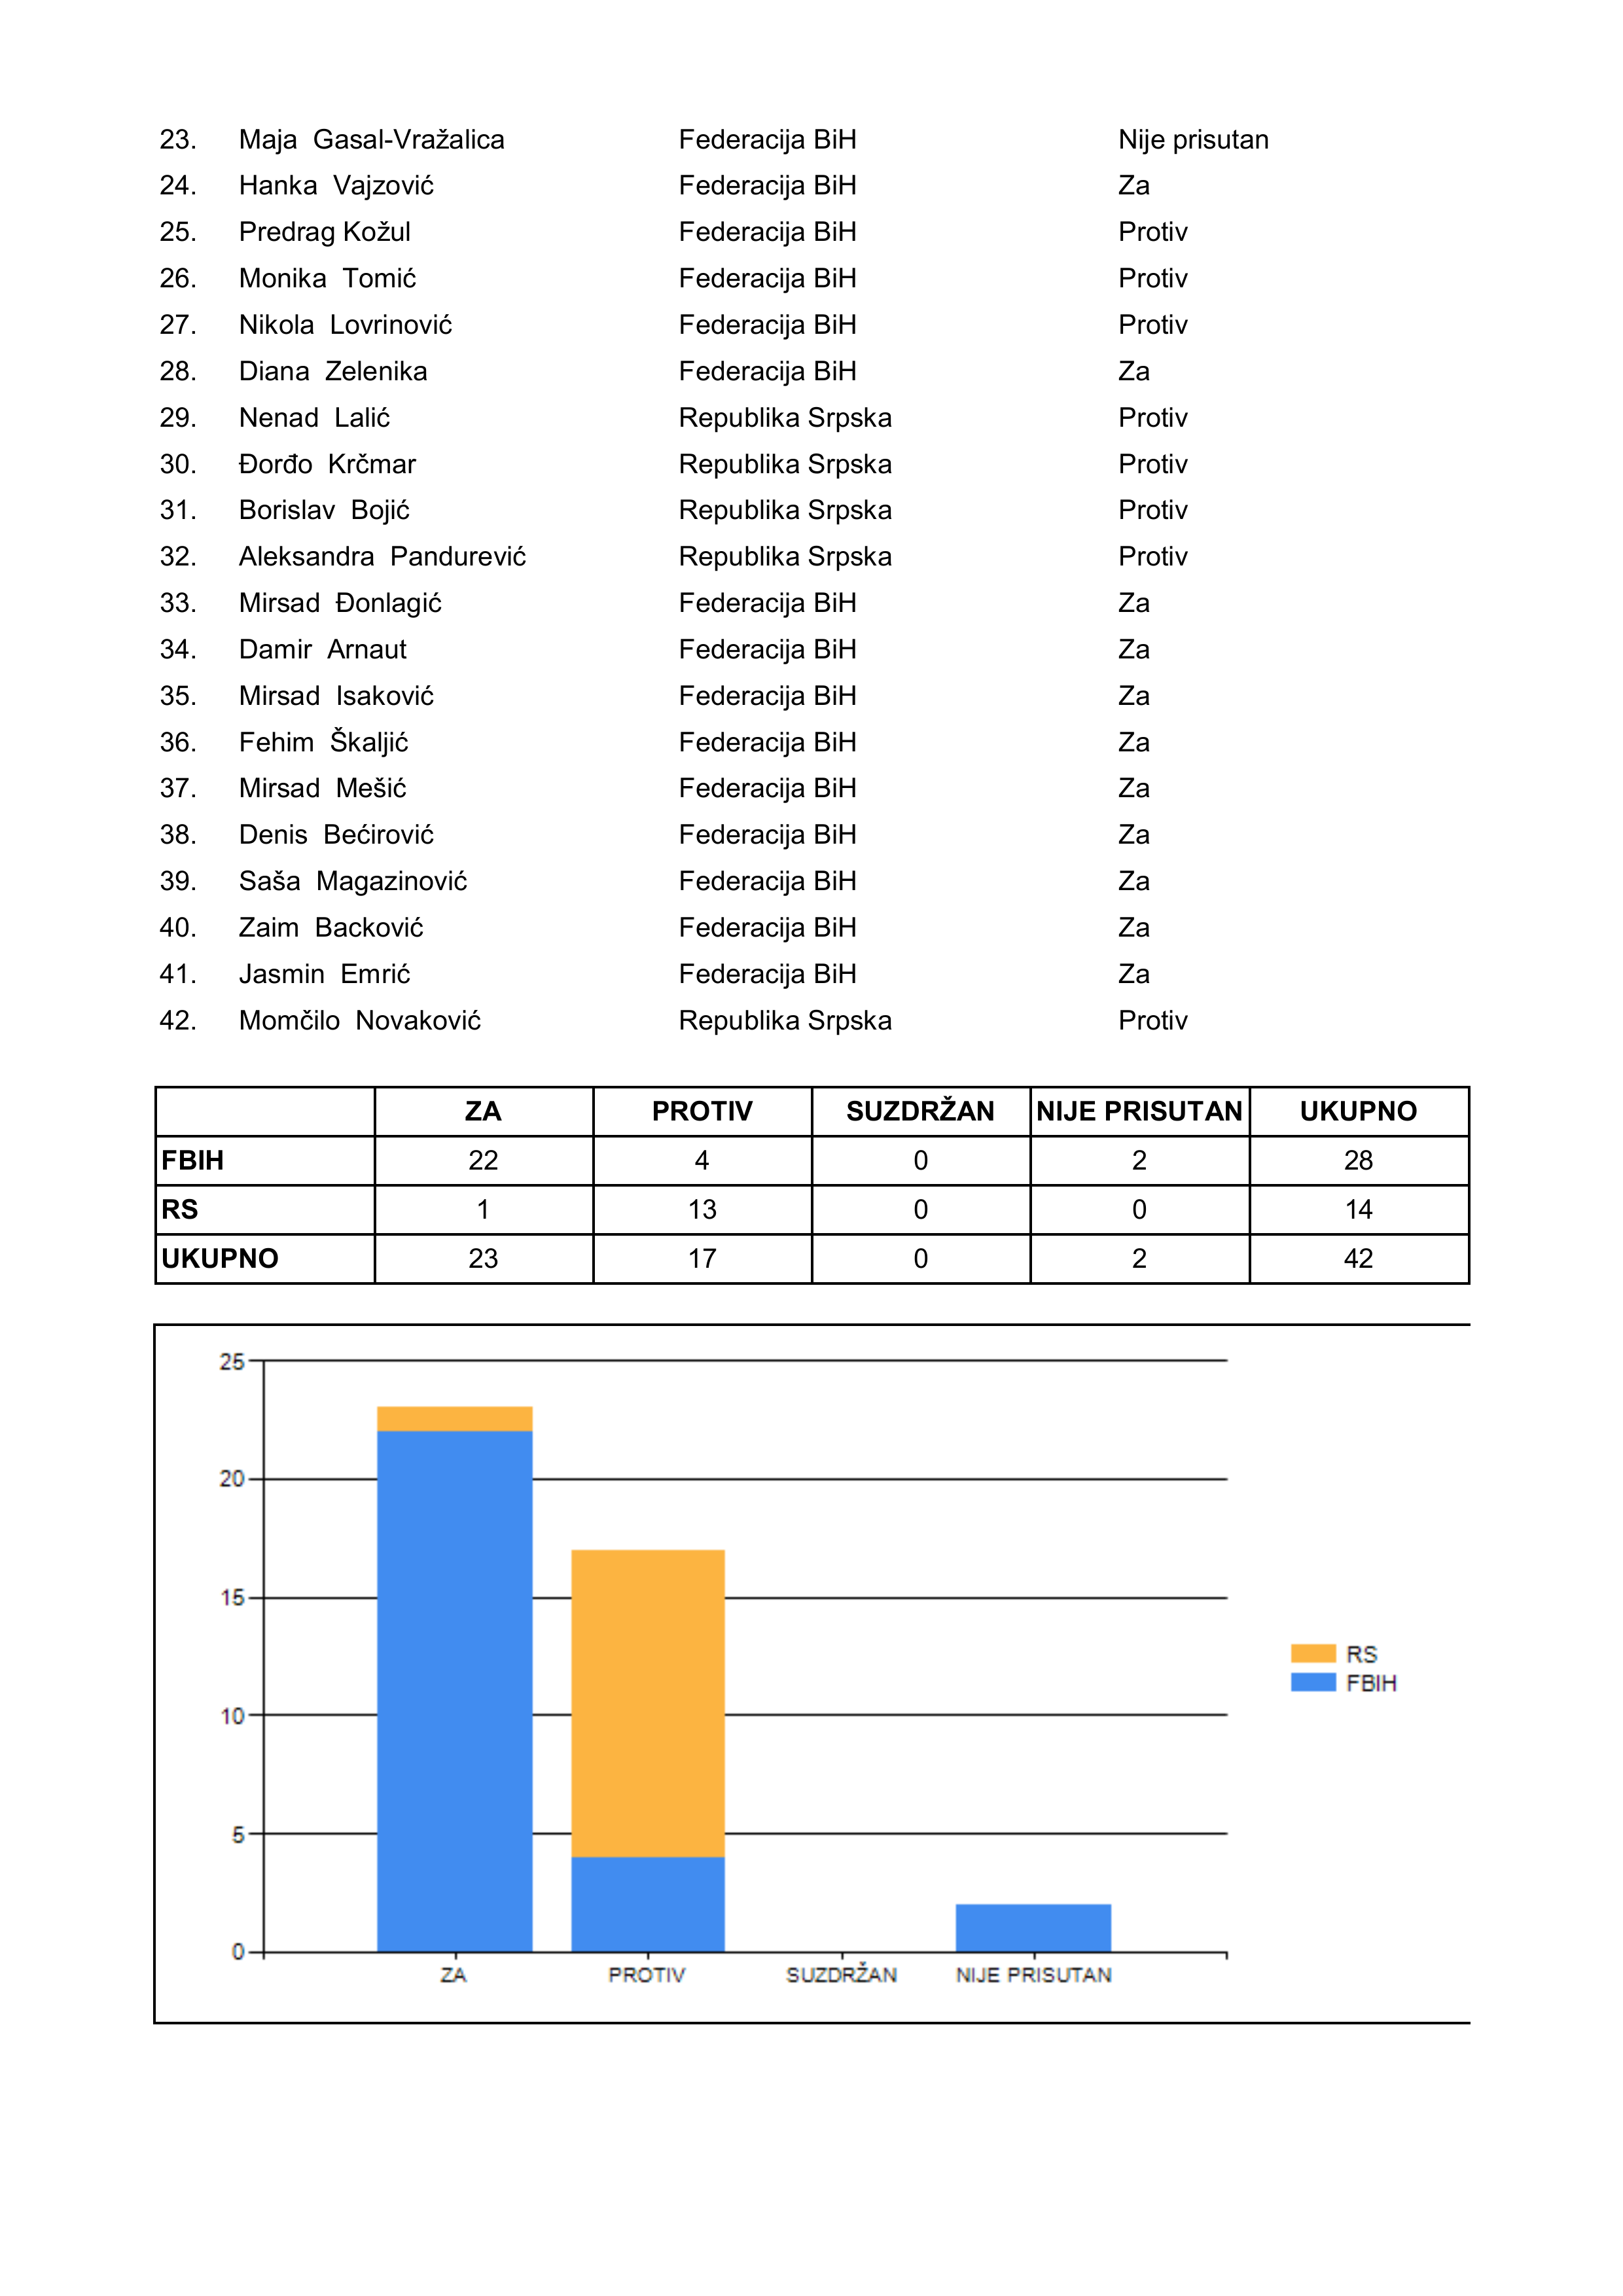 23. Maja Gasal-Vražalica Federacija BiH Nije prisutan
24. Hanka Vajzović Federacija BiH Za
25. Predrag Kožul Federacija BiH Protiv
26. Monika Tomić Federacija BiH Protiv
27. Nikola Lovrinović Federacija BiH Protiv
28. Diana Zelenika Federacija BiH Za
29. Nenad Lalić Republika Srpska Protiv
30. Đorđo Krčmar Republika Srpska Protiv
31. Borislav Bojić Republika Srpska Protiv
32. Aleksandra Pandurević Republika Srpska Protiv
33. Mirsad Đonlagić Federacija BiH Za
34. Damir Arnaut Federacija BiH Za
35. Mirsad Isaković Federacija BiH Za
36. Fehim Škaljić Federacija BiH Za
37. Mirsad Mešić Federacija BiH Za
38. Denis Bećirović Federacija BiH Za
39. Saša Magazinović Federacija BiH Za
40. Zaim Backović Federacija BiH Za
41. Jasmin Emrić Federacija BiH Za
42. Momčilo Novaković Republika Srpska Protiv
ZA PROTIV SUZDRŽAN NIJE PRISUTAN UKUPNO
FBIH 22 4 0 2 28
RS 1 13 0 0 14
UKUPNO 23 17 0 2 42
25
20
15
10
5
0
ZA PROTIV SUZDRŽAN NIJE PRISUTAN
RS
FBIH